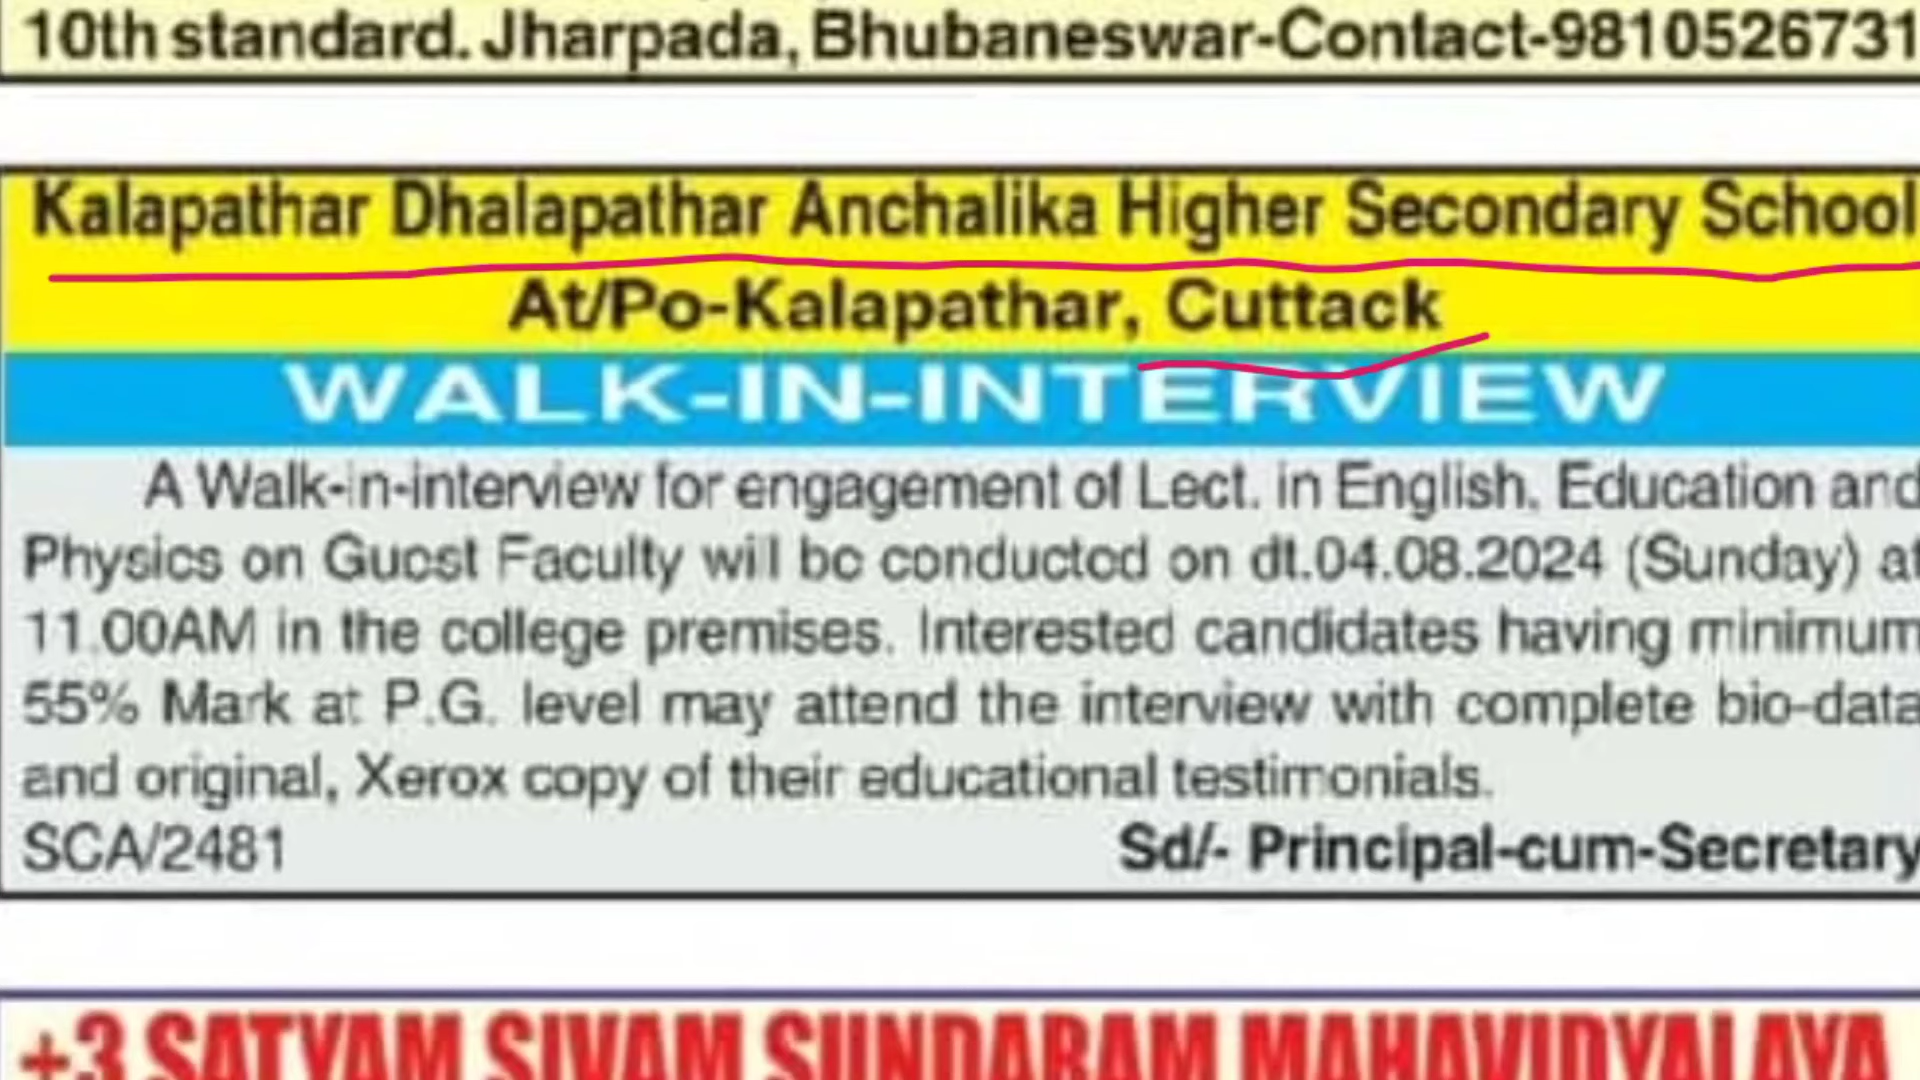 10th standard. Jharpada, Bhubaneswar-Contact-9810526731
Kalapathar Dhalapathar Anchalika Higher Secondary School
At/Po-Kalapathar, Cuttack
WALK-IN-INTERVIEW
A Walk-in-interview for engagement of Lect. in English, Education and
Physics on Guest Faculty will be conducted on dt.04.08.2024 (Sunday) at
11.00AM in the college premises. Interested candidates having minimum
55% Mark at P.G. level may attend the interview with complete bio-data
and original, Xerox copy of their educational testimonials.
SCA/2481 Sd/- Principal-cum-Secretary
+3 SATYAM SIVAM SUNDARAM MAHAVIDYALAYA